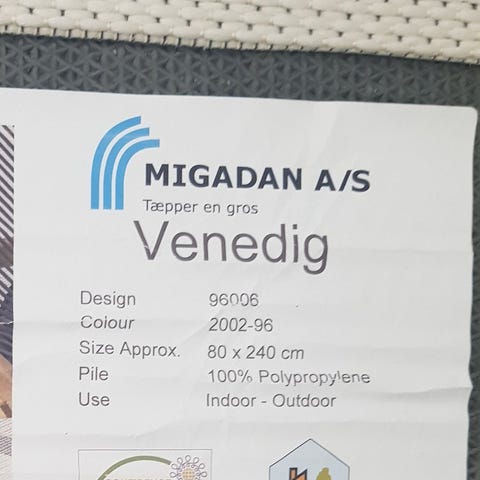 MIGADAN A/S
Tæpper en gros
Venedig
Design 96006
Colour 2002-96
Size Approx. 80 x 240 cm
Pile 100% Polypropylene
Use Indoor - Outdoor